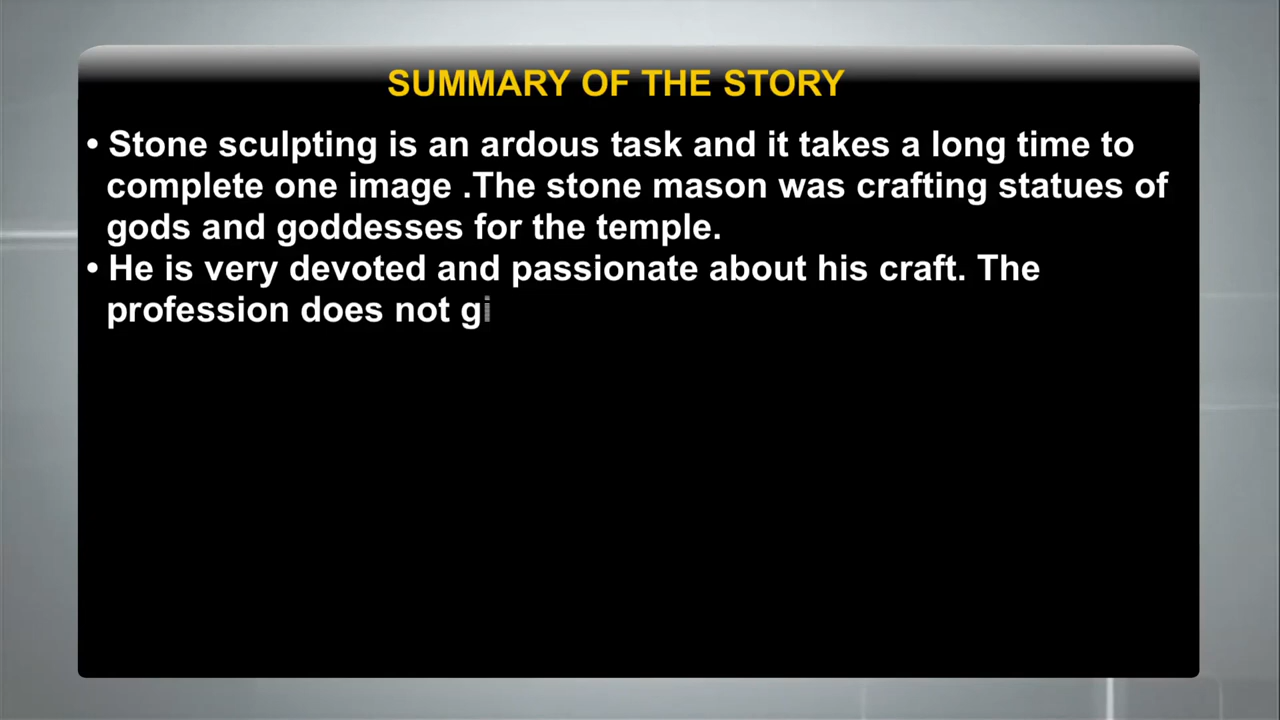 SUMMARY OF THE STORY
• Stone sculpting is an ardous task and it takes a long time to
complete one image .The stone mason was crafting statues of
gods and goddesses for the temple.
• He is very devoted and passionate about his craft. The
profession does not gi